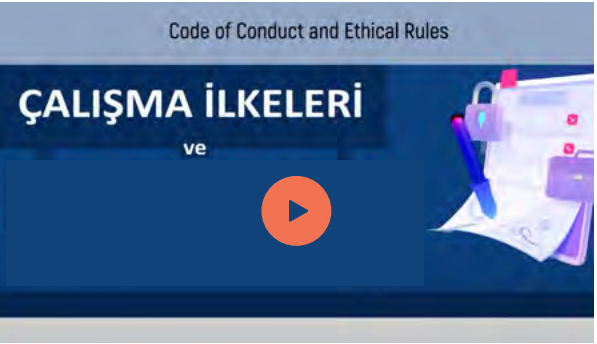 Code of Conduct and Ethical Rules
ÇALIŞMA İLKELERİ
ve